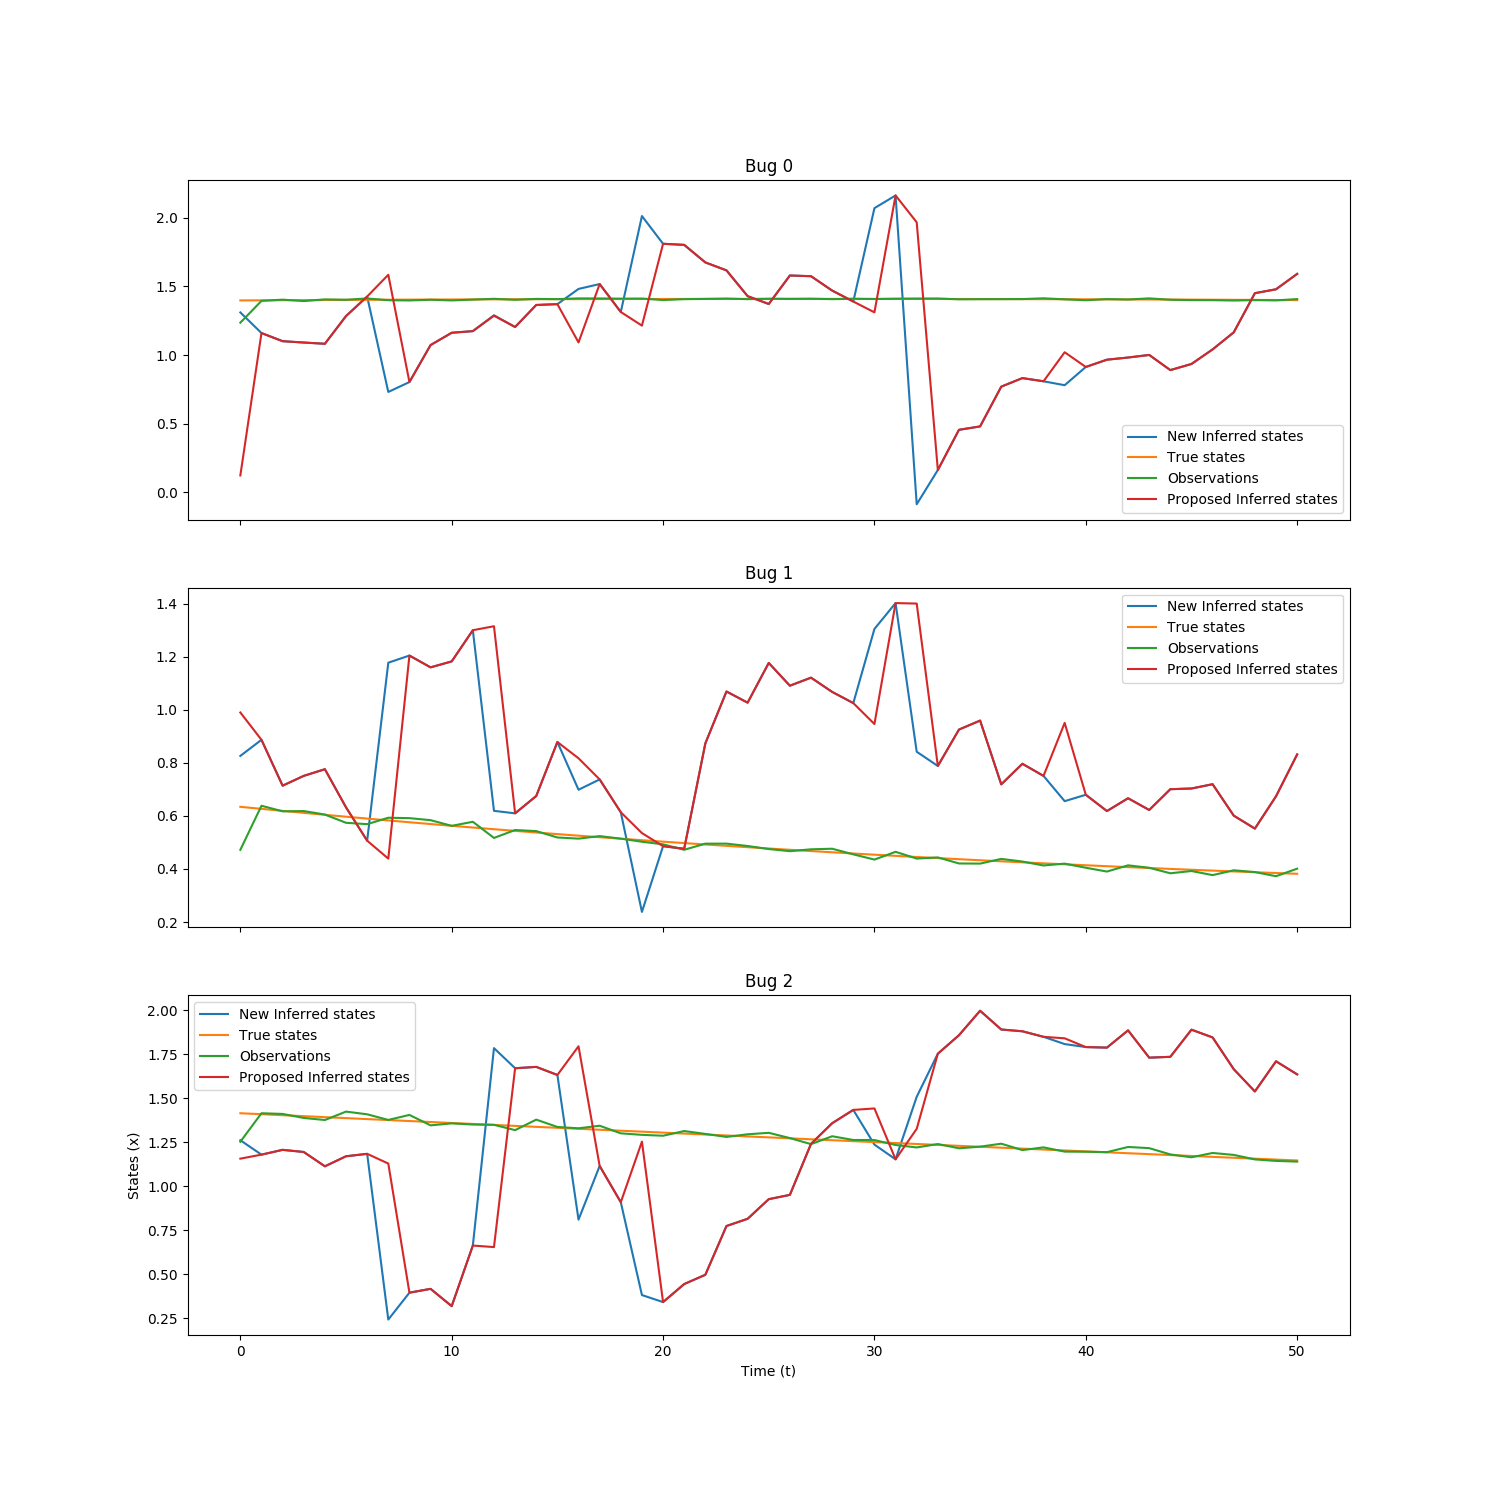 Bug 0
2.0
1.5
1.0
0.5
0.0
New Inferred states
True states
Observations
Proposed Inferred states
Bug 1
1.4
1.2
1.0
0.8
0.6
0.4
0.2
New Inferred states
True states
Observations
Proposed Inferred states
Bug 2
2.00
1.75
1.50
1.25
1.00
0.75
0.50
0.25
States (x)
New Inferred states
True states
Observations
Proposed Inferred states
0 10 20 30 40 50
Time (t)